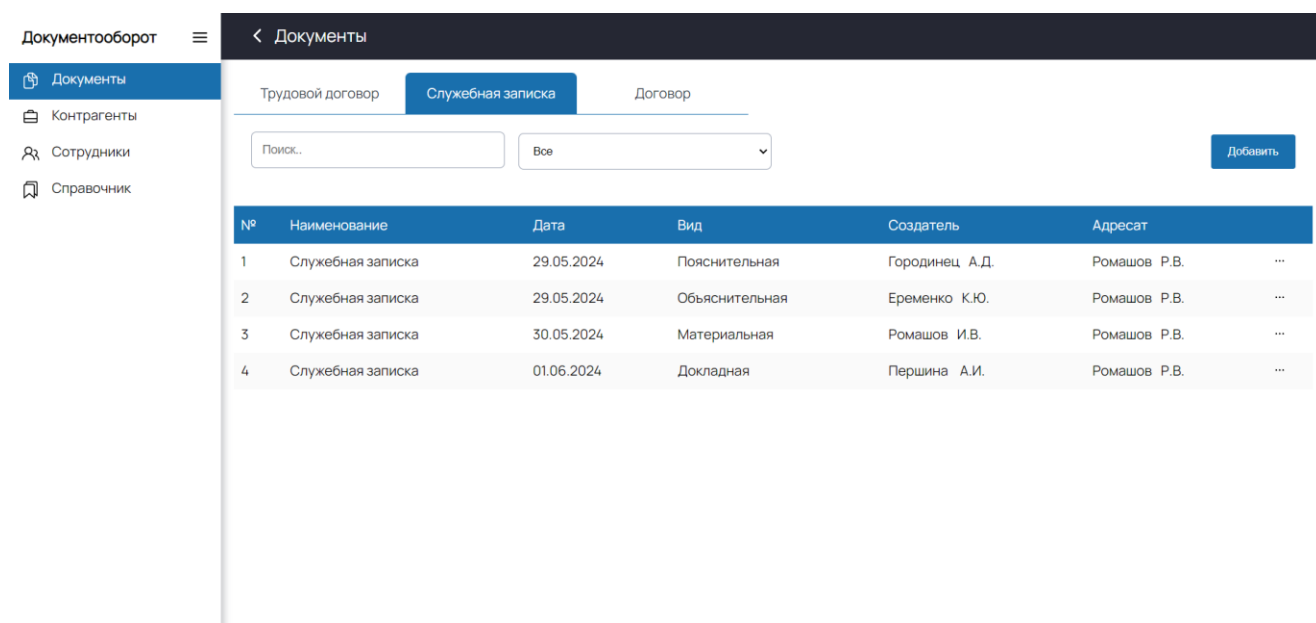 Документооборот
Документы
Контрагенты
Сотрудники
Справочник
Документы
Трудовой договор Служебная записка Договор
Поиск.. Все Добавить
№ Наименование Дата Вид Создатель Адресат
1 Служебная записка 29.05.2024 Пояснительная Городинец А.Д. Ромашов Р.В. ...
2 Служебная записка 29.05.2024 Объяснительная Еременко К.Ю. Ромашов Р.В. ...
3 Служебная записка 30.05.2024 Материальная Ромашов И.В. Ромашов Р.В. ...
4 Служебная записка 01.06.2024 Докладная Першина А.И. Ромашов Р.В. ...